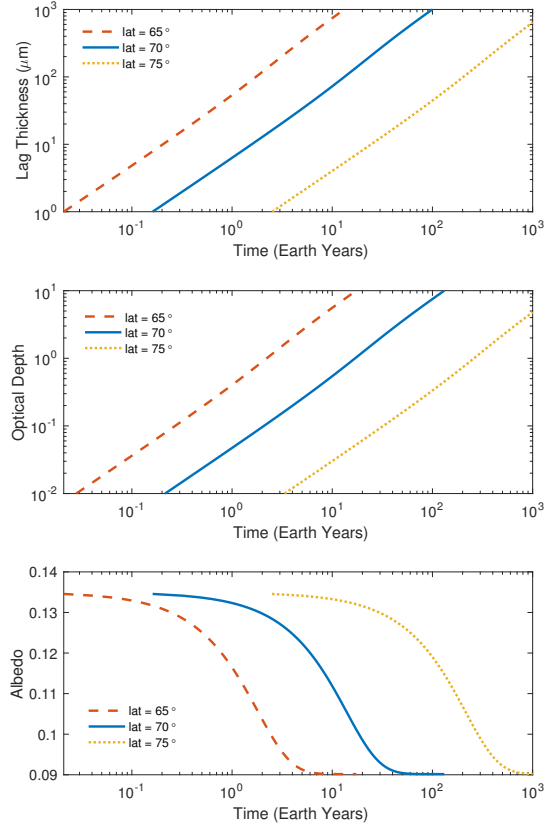 10^3
10^2
10^1
10^0
Lag Thickness (μm)
lat = 65°
lat = 70°
lat = 75°
10^-1 10^0 10^1 10^2 10^3
Time (Earth Years)
10^1
10^0
10^-1
10^-2
Optical Depth
lat = 65°
lat = 70°
lat = 75°
10^-1 10^0 10^1 10^2 10^3
Time (Earth Years)
0.14
0.13
0.12
0.11
0.1
0.09
Albedo
lat = 65°
lat = 70°
lat = 75°
10^-1 10^0 10^1 10^2 10^3
Time (Earth Years)